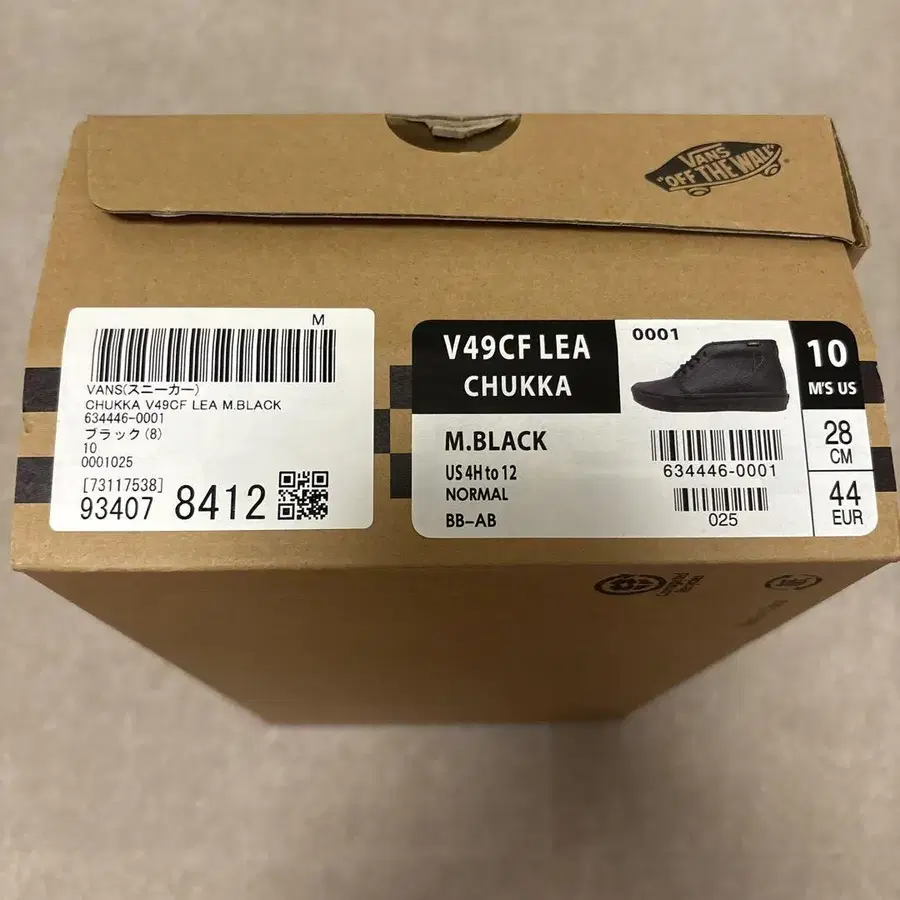 VANS
"OFF THE WALL"
M
VANS(スニーカー)
CHUKKA V49CF LEA M.BLACK
634446-0001
ブラック(8)
10
0001025
[73117538]
93407 8412
V49CF LEA
CHUKKA
0001
10
M'S US
M.BLACK
US 4H to 12
NORMAL
BB-AB
634446-0001
025
28
CM
44
EUR